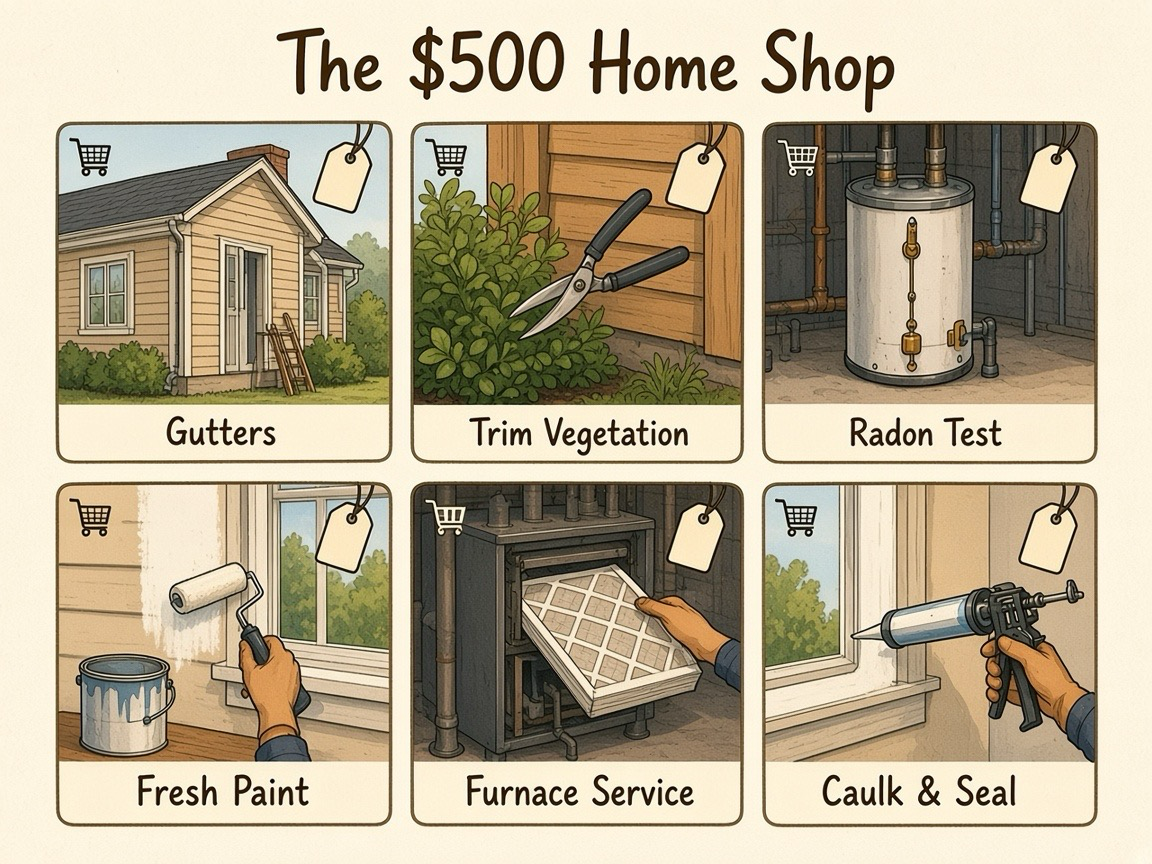 The $500 Home Shop
Gutters
Trim Vegetation
Radon Test
Fresh Paint
Furnace Service
Caulk & Seal